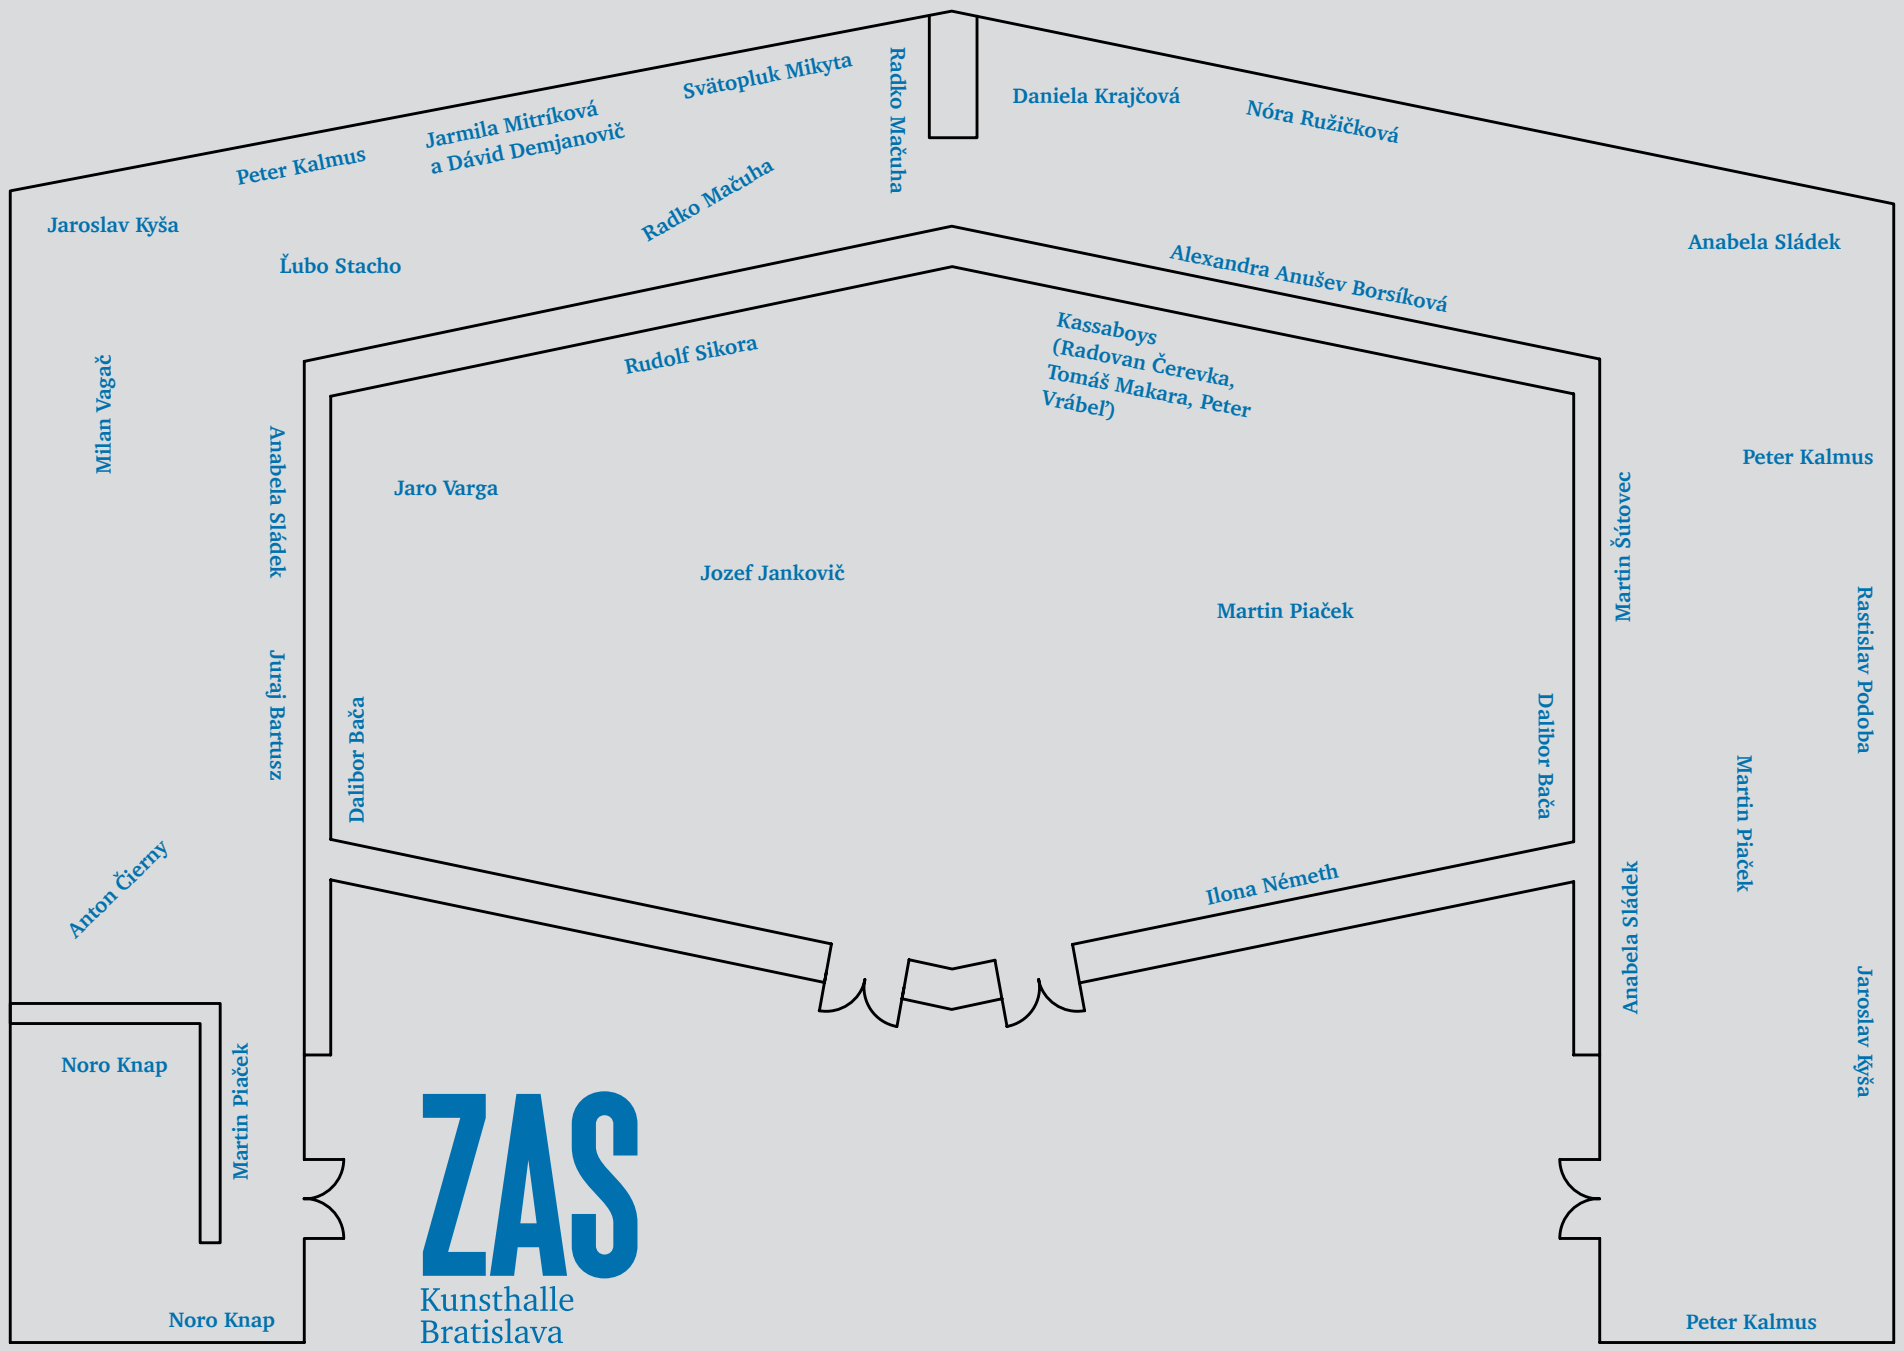 Svätopluk Mikyta
Radko Mačuha
Daniela Krajčová
Nóra Ružičková
Jarmila Mitríková
a Dávid Demjanovič
Peter Kalmus
Radko Mačuha
Jaroslav Kyša
Ľubo Stacho
Alexandra Anušev Borsíková
Anabela Sládek
Rudolf Sikora
Kassaboys
(Radovan Čerevka,
Tomáš Makara, Peter
Vrábeľ)
Milan Vagač
Anabela Sládek
Jaro Varga
Peter Kalmus
Martin Šútovec
Jozef Jankovič
Martin Piaček
Rastislav Podoba
Juraj Bartusz
Dalibor Bača
Dalibor Bača
Martin Piaček
Anton Čierny
Ilona Németh
Anabela Sládek
Jaroslav Kyša
Noro Knap
Martin Piaček
ZAS
Kunsthalle
Bratislava
Noro Knap
Peter Kalmus